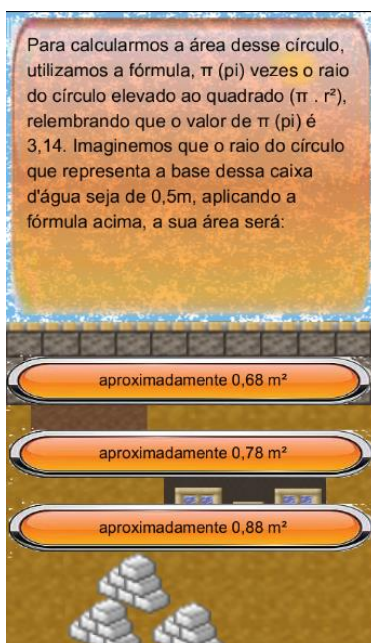 Para calcularmos a área desse círculo,
utilizamos a fórmula, π (pi) vezes o raio
do círculo elevado ao quadrado (π . r²),
relembrando que o valor de π (pi) é
3,14. Imaginemos que o raio do círculo
que representa a base dessa caixa
d'água seja de 0,5m, aplicando a
fórmula acima, a sua área será:
aproximadamente 0,68 m²
aproximadamente 0,78 m²
aproximadamente 0,88 m²